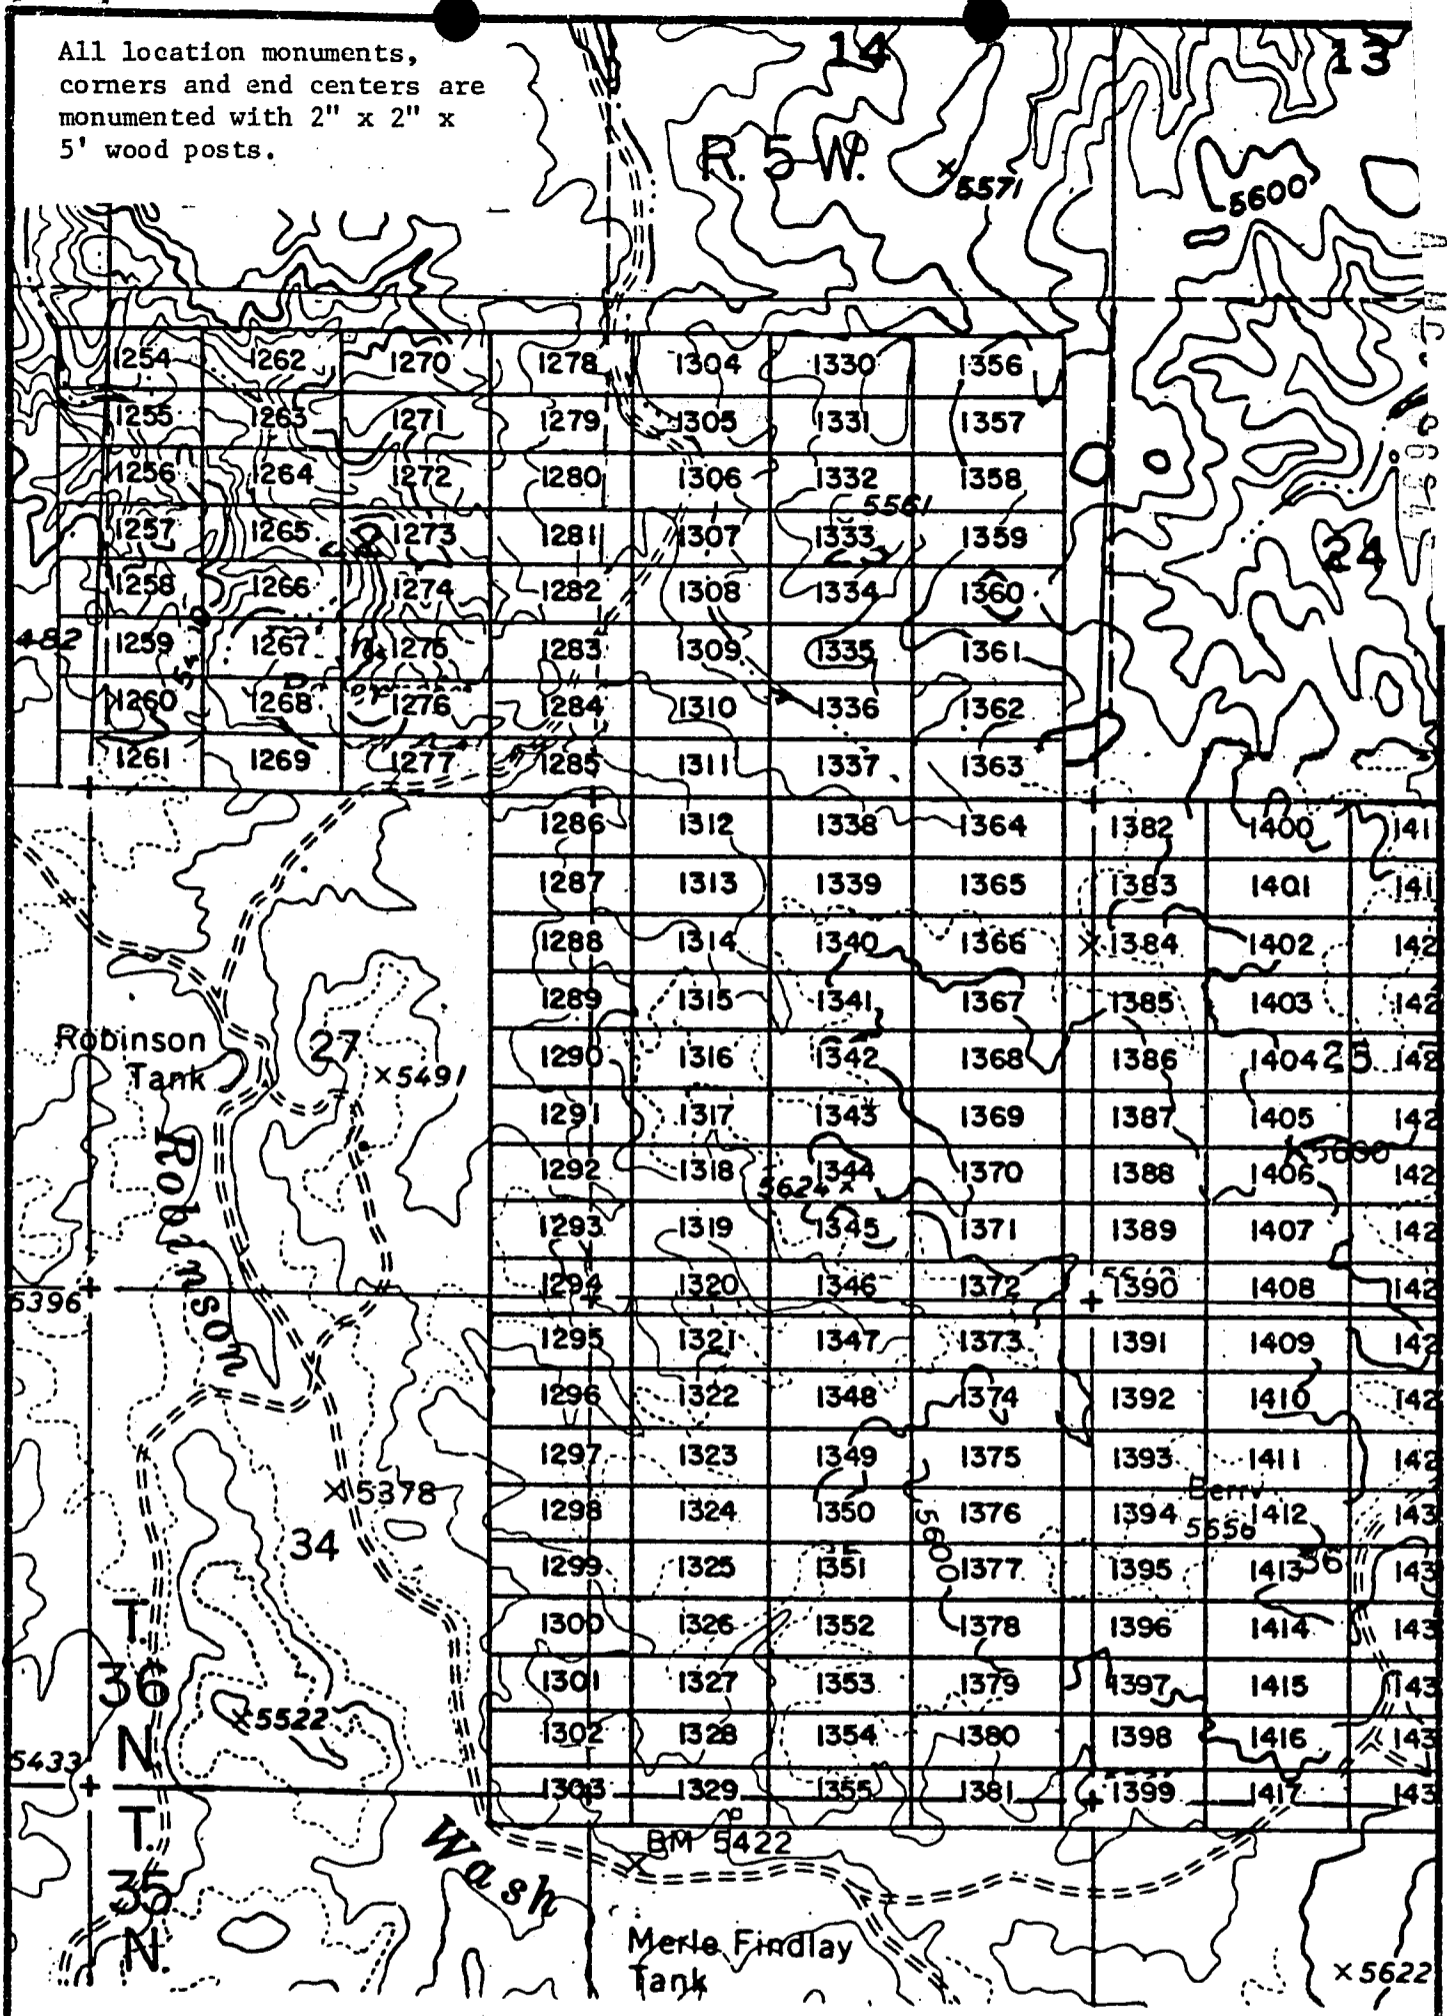 All location monuments,
corners and end centers are
monumented with 2" x 2" x
5' wood posts.
14
13
R. 5 W.
5571
5600
1254 1262 1270 1278 1304 1330 1356
1255 1263 1271 1279 1305 1331 1357
1256 1264 1272 1280 1306 1332 1358
5561
1257 1265 1273 1281 1307 1333 1359
24
1258 1266 1274 1282 1308 1334 1360
1259 1267 1275 1283 1309 1335 1361
1260 1268 1276 1284 1310 1336 1362
1261 1269 1277 1285 1311 1337 1363
1286 1312 1338 1364 1382 1400
1287 1313 1339 1365 1383 1401
1288 1314 1340 1366 1384 1402
1289 1315 1341 1367 1385 1403
1290 1316 1342 1368 1386 1404 25
Robinson
Tank
27
5491
1291 1317 1343 1369 1387 1405
5600
1292 1318 1344 1370 1388 1406
5624
1293 1319 1345 1371 1389 1407
1294 1320 1346 1372 1390 1408
5396
Robinson
1295 1321 1347 1373 1391 1409
1296 1322 1348 1374 1392 1410
1297 1323 1349 1375 1393 1411
Berry
5656
5378
34
1298 1324 1350 1376 1394 1412
5600
36
1299 1325 1351 1377 1395 1413
1300 1326 1352 1378 1396 1414
1301 1327 1353 1379 1397 1415
T.
36
N
5522
1302 1328 1354 1380 1398 1416
5433
1303 1329 1355 1381 1399 1417
T.
35
N.
Wash
BM 5422
Merle Findlay
Tank
5622